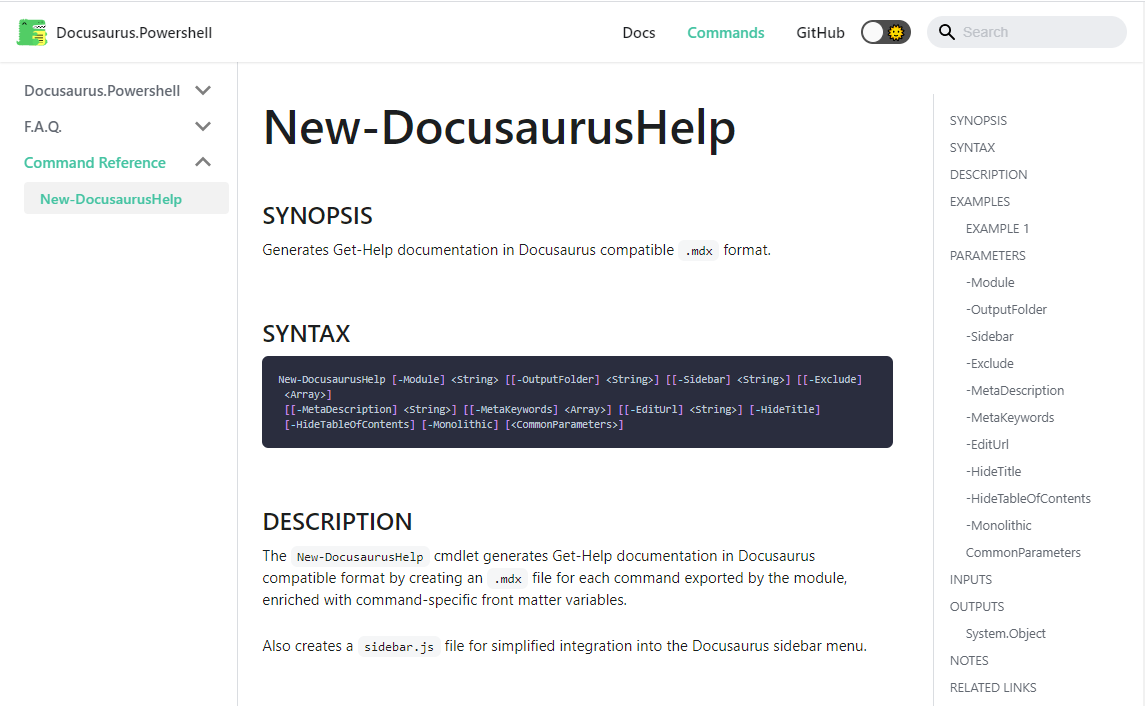 Docusaurus.Powershell
Docs
Commands
GitHub
Search
Docusaurus.Powershell
F.A.Q.
Command Reference
New-DocusaurusHelp
New-DocusaurusHelp
SYNOPSIS
Generates Get-Help documentation in Docusaurus compatible .mdx format.
SYNTAX
New-DocusaurusHelp [-Module] <String> [[-OutputFolder] <String>] [[-Sidebar] <String>] [[-Exclude]
<Array>]
[[-MetaDescription] <String>] [[-MetaKeywords] <Array>] [[-EditUrl] <String>] [-HideTitle]
[-HideTableOfContents] [-Monolithic] [<CommonParameters>]
DESCRIPTION
The New-DocusaurusHelp cmdlet generates Get-Help documentation in Docusaurus
compatible format by creating an .mdx file for each command exported by the module,
enriched with command-specific front matter variables.
Also creates a sidebar.js file for simplified integration into the Docusaurus sidebar menu.
SYNOPSIS
SYNTAX
DESCRIPTION
EXAMPLES
EXAMPLE 1
PARAMETERS
-Module
-OutputFolder
-Sidebar
-Exclude
-MetaDescription
-MetaKeywords
-EditUrl
-HideTitle
-HideTableOfContents
-Monolithic
CommonParameters
INPUTS
OUTPUTS
System.Object
NOTES
RELATED LINKS